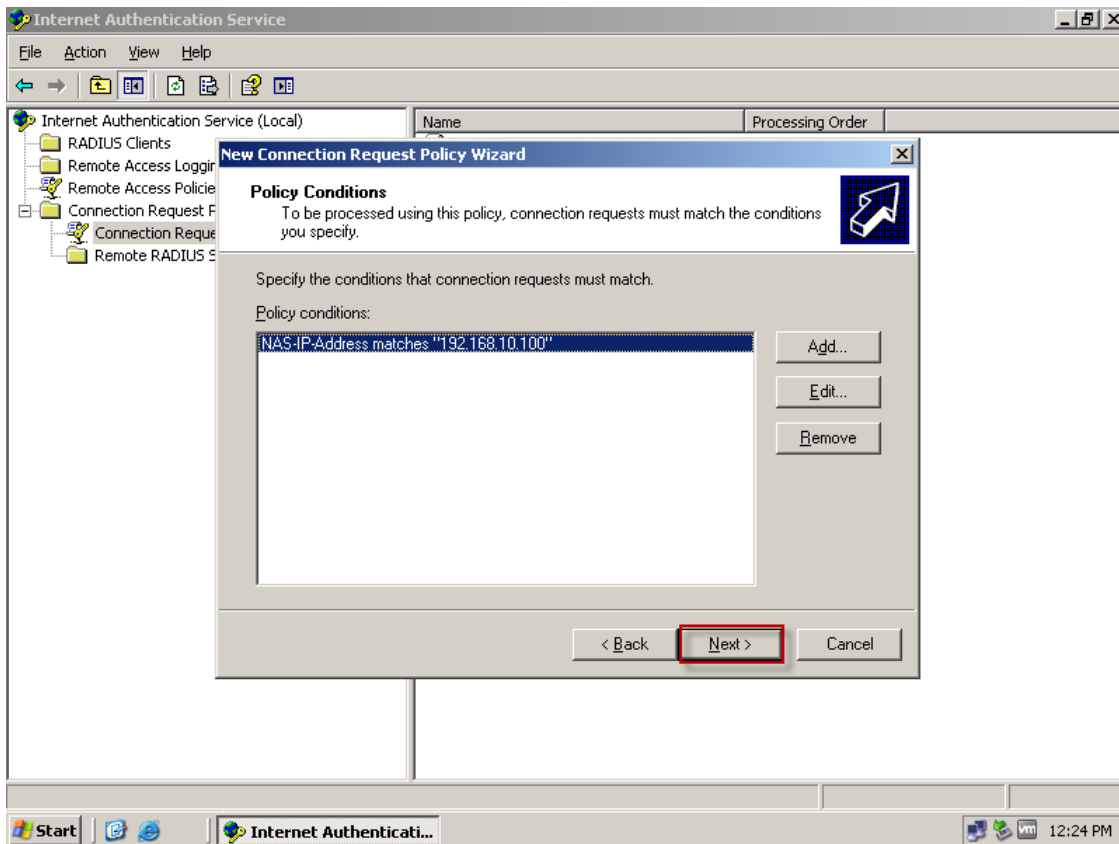 Internet Authentication Service
File Action View Help
Internet Authentication Service (Local)
RADIUS Clients
Remote Access Loggin
Remote Access Policie
Connection Request P
Connection Reque
Remote RADIUS S
Name
Processing Order
New Connection Request Policy Wizard
Policy Conditions
To be processed using this policy, connection requests must match the conditions
you specify.
Specify the conditions that connection requests must match.
Policy conditions:
NAS-IP-Address matches "192.168.10.100"
Add...
Edit...
Remove
< Back
Next >
Cancel
Start
Internet Authenticati...
vm
12:24 PM